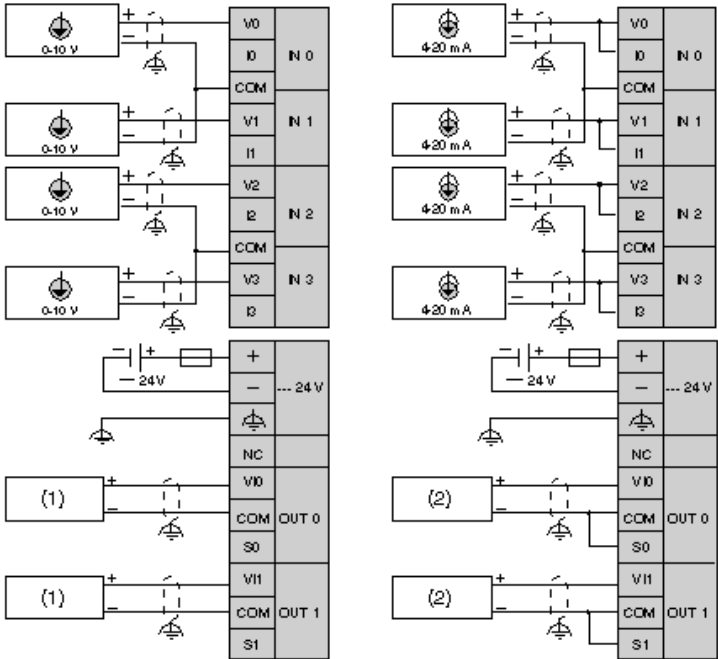 + V0
0-10 V
− I0 IN 0
COM
+ V1 IN 1
0-10 V
− I1
+ V2
0-10 V
− I2 IN 2
COM
+ V3 IN 3
0-10 V
− I3
− + +
— 24V − --- 24 V
NC
+ VI0
(1)
− COM OUT 0
S0
+ VI1
(1)
− COM OUT 1
S1
+ V0
4-20 mA
− I0 IN 0
COM
+ V1 IN 1
4-20 mA
− I1
+ V2
4-20 mA
− I2 IN 2
COM
+ V3 IN 3
4-20 mA
− I3
− + +
— 24V − --- 24 V
NC
+ VI0
(2)
− COM OUT 0
S0
+ VI1
(2)
− COM OUT 1
S1